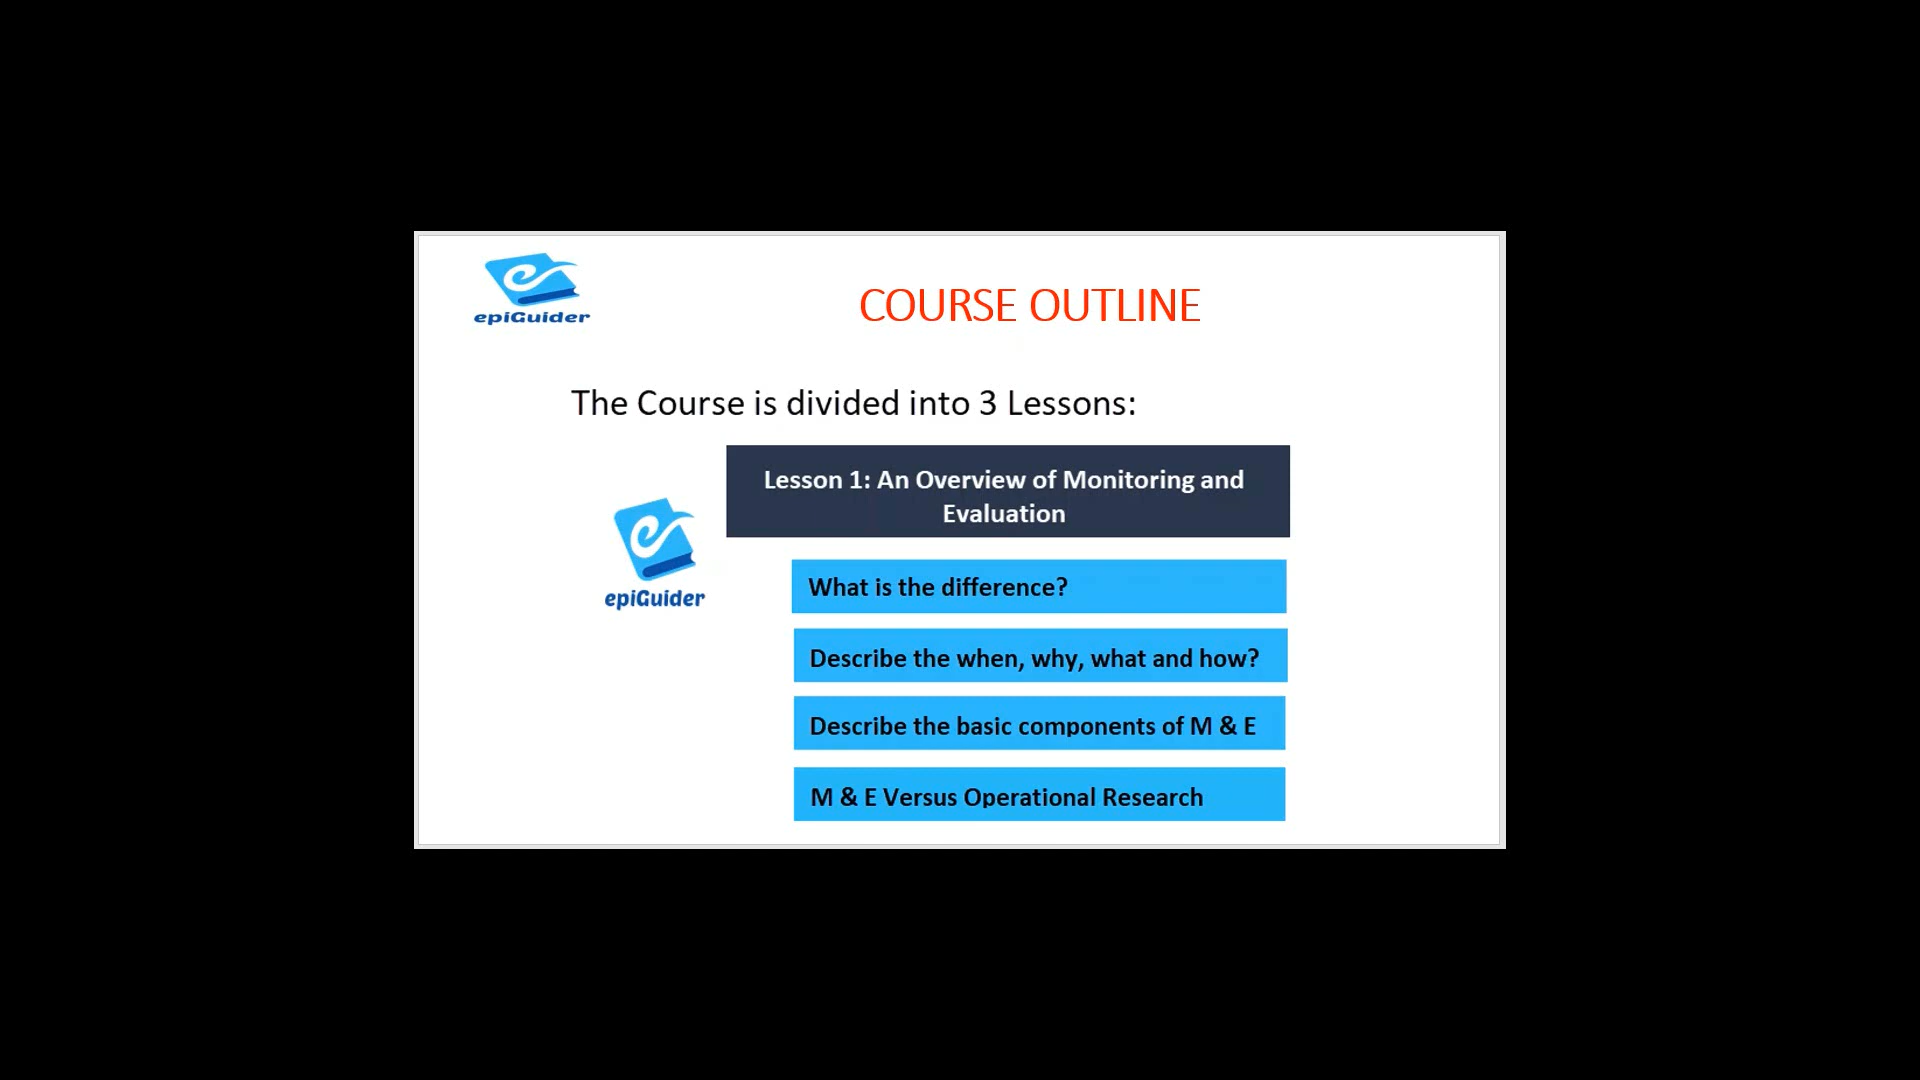 epiGuider
COURSE OUTLINE
The Course is divided into 3 Lessons:
Lesson 1: An Overview of Monitoring and
Evaluation
epiGuider
What is the difference?
Describe the when, why, what and how?
Describe the basic components of M & E
M & E Versus Operational Research